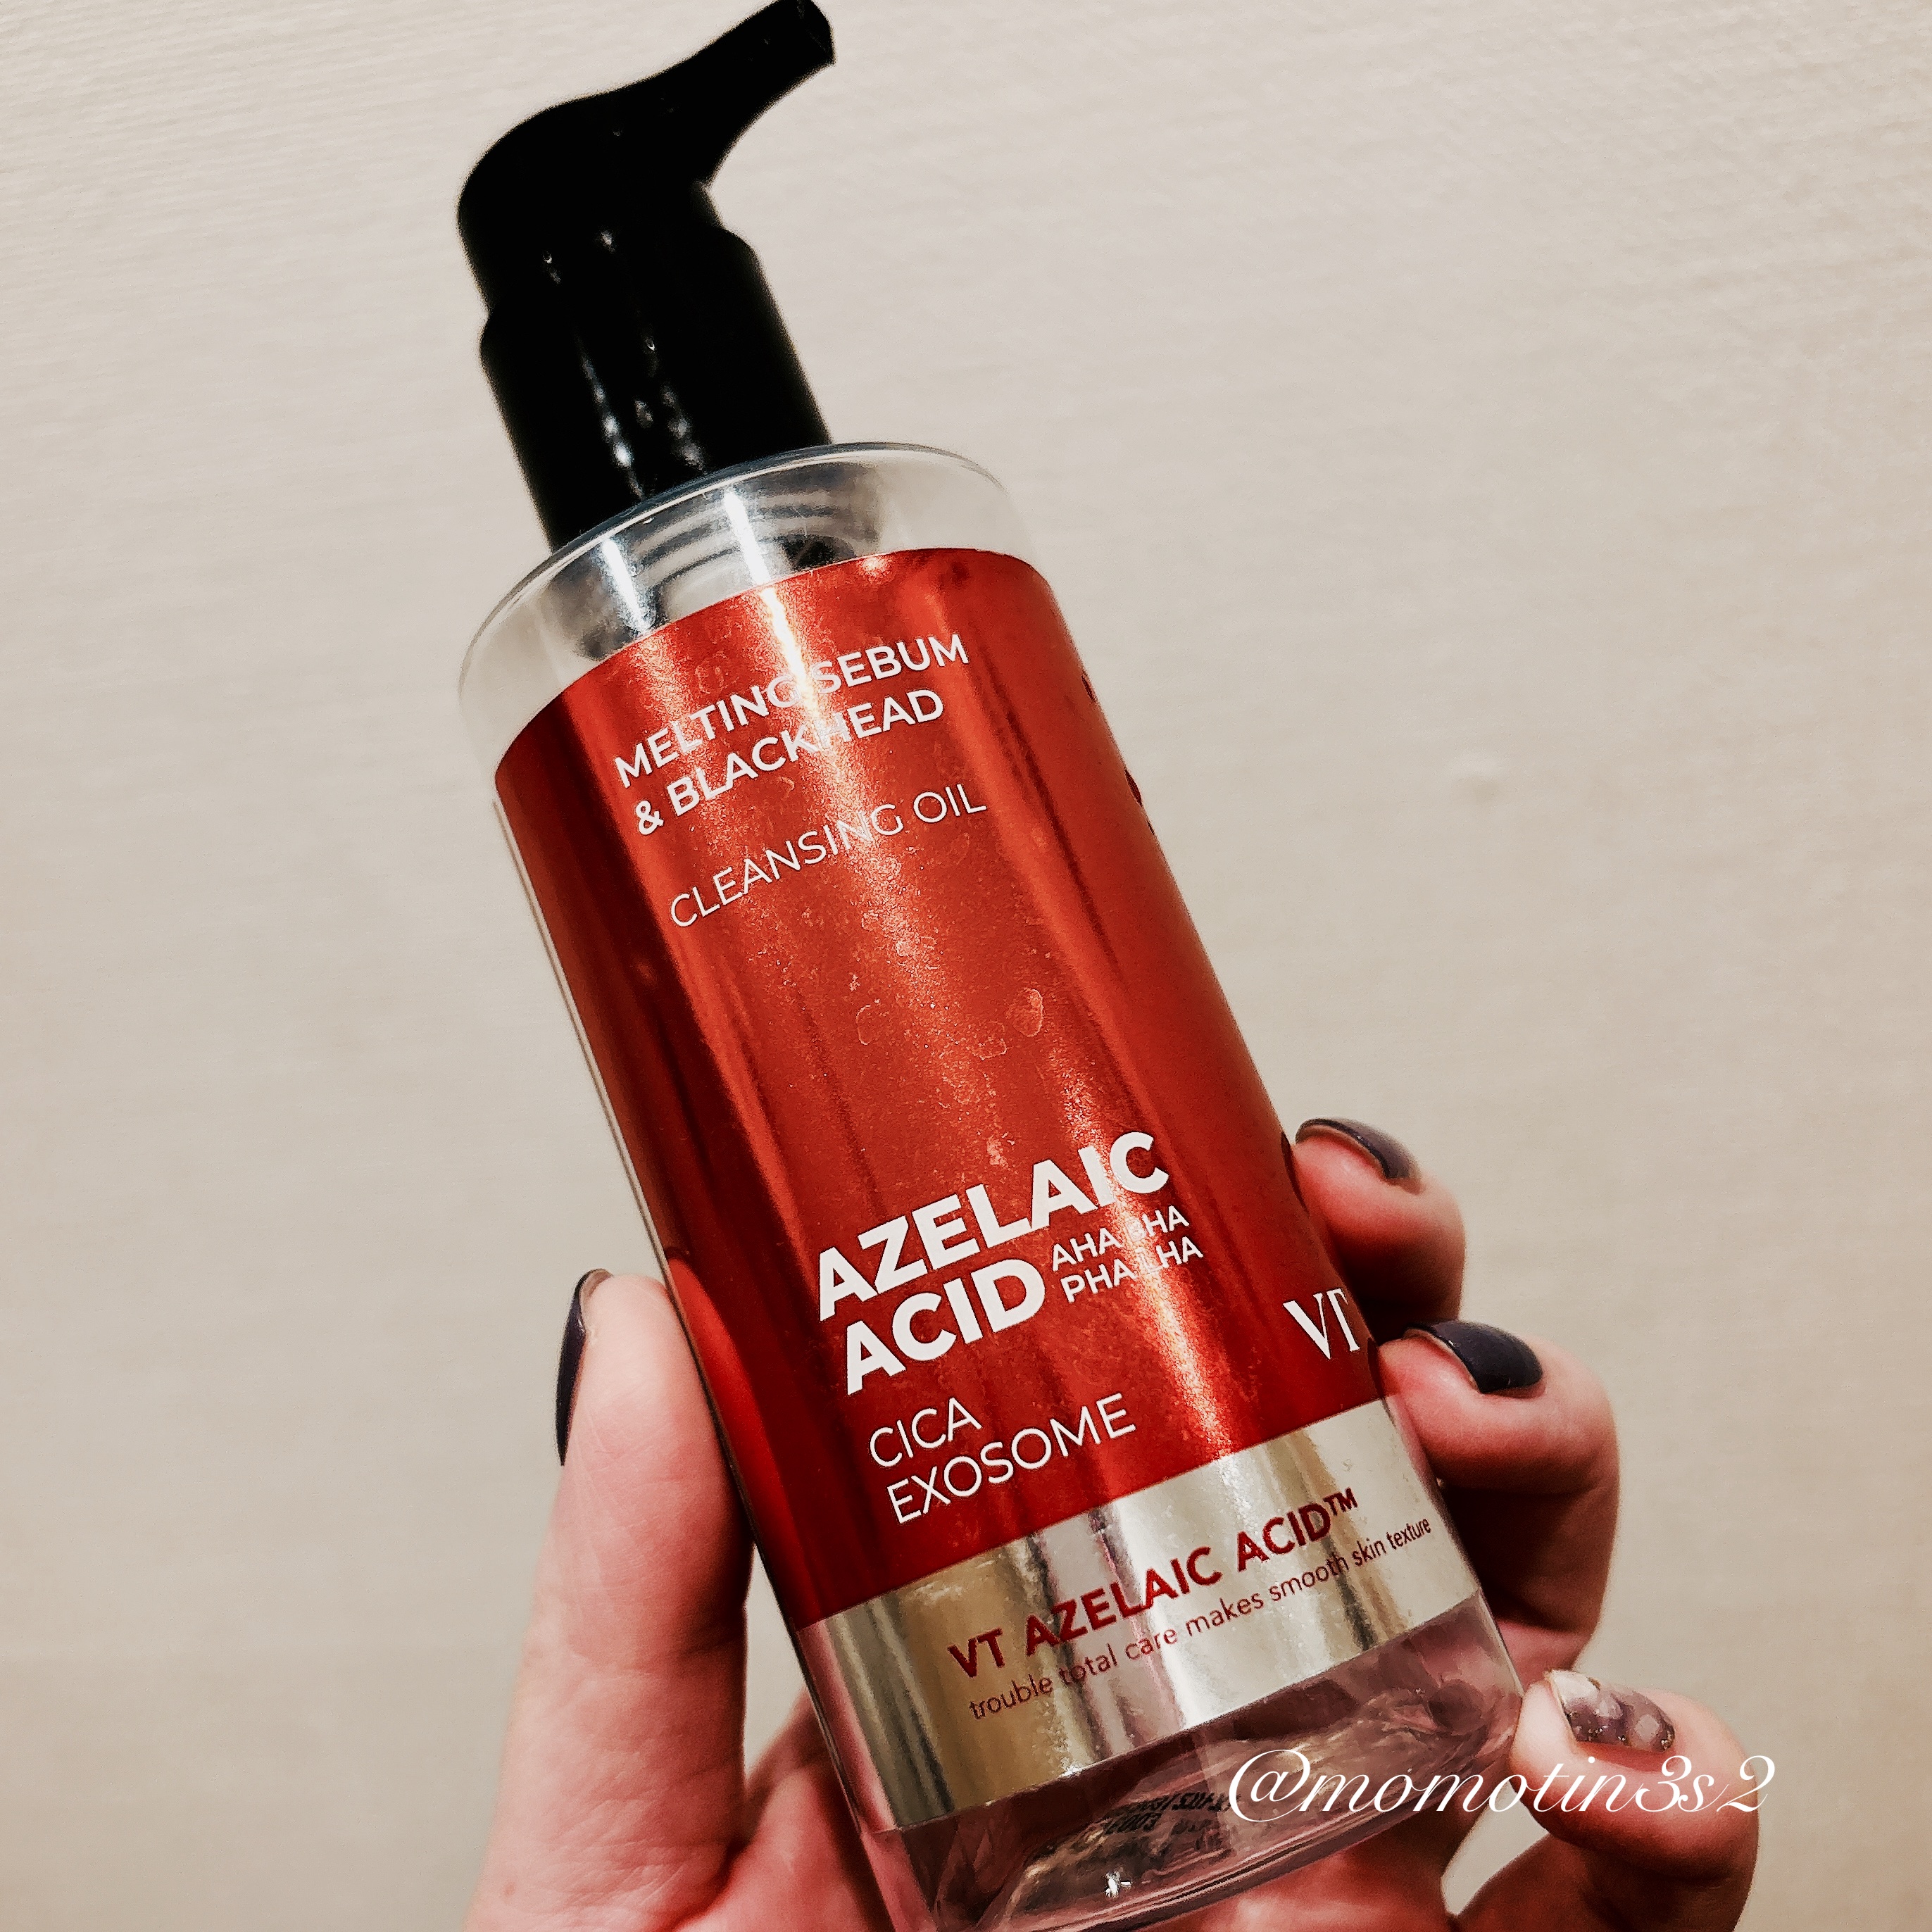 MELTING SEBUM
& BLACKHEAD
CLEANSING OIL
AZELAIC
ACID
AHA BHA
PHA LHA
CICA
EXOSOME
VT
VT AZELAIC ACID™
trouble total care makes smooth skin texture
@momotin3s2